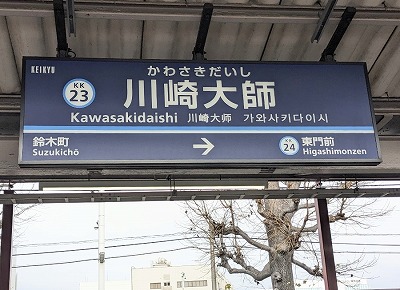 KEIKYU
KK
23
かわさきだいし
川崎大師
Kawasakidaishi 川崎大师 가와사키다이시
鈴木町
Suzukichō
→
KK
24
東門前
Higashimonzen